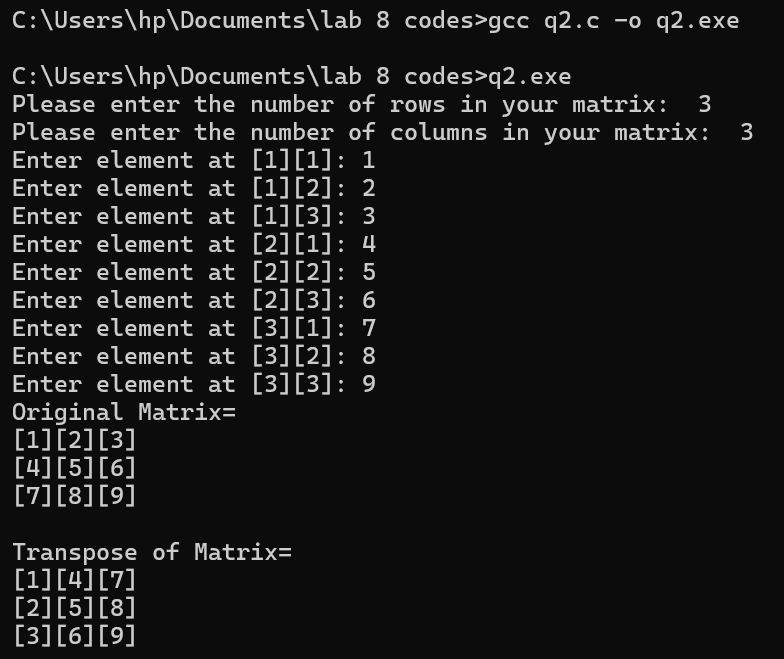 C:\Users\hp\Documents\lab 8 codes>gcc q2.c -o q2.exe
C:\Users\hp\Documents\lab 8 codes>q2.exe
Please enter the number of rows in your matrix:  3
Please enter the number of columns in your matrix:  3
Enter element at [1][1]: 1
Enter element at [1][2]: 2
Enter element at [1][3]: 3
Enter element at [2][1]: 4
Enter element at [2][2]: 5
Enter element at [2][3]: 6
Enter element at [3][1]: 7
Enter element at [3][2]: 8
Enter element at [3][3]: 9
Original Matrix=
[1][2][3]
[4][5][6]
[7][8][9]
Transpose of Matrix=
[1][4][7]
[2][5][8]
[3][6][9]